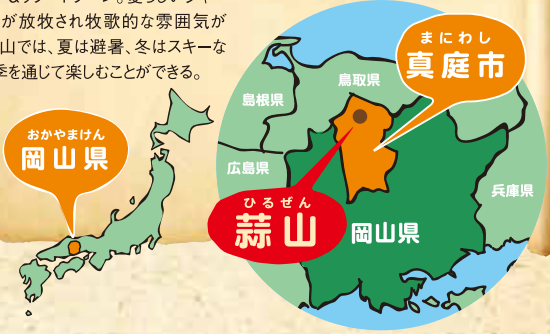 が放牧され牧歌的な雰囲気が
山では、夏は避暑、冬はスキーな
季を通じて楽しむことができる。
おかやまけん
岡山県
まにわし
真庭市
鳥取県
島根県
広島県
兵庫県
ひるぜん
蒜山
岡山県